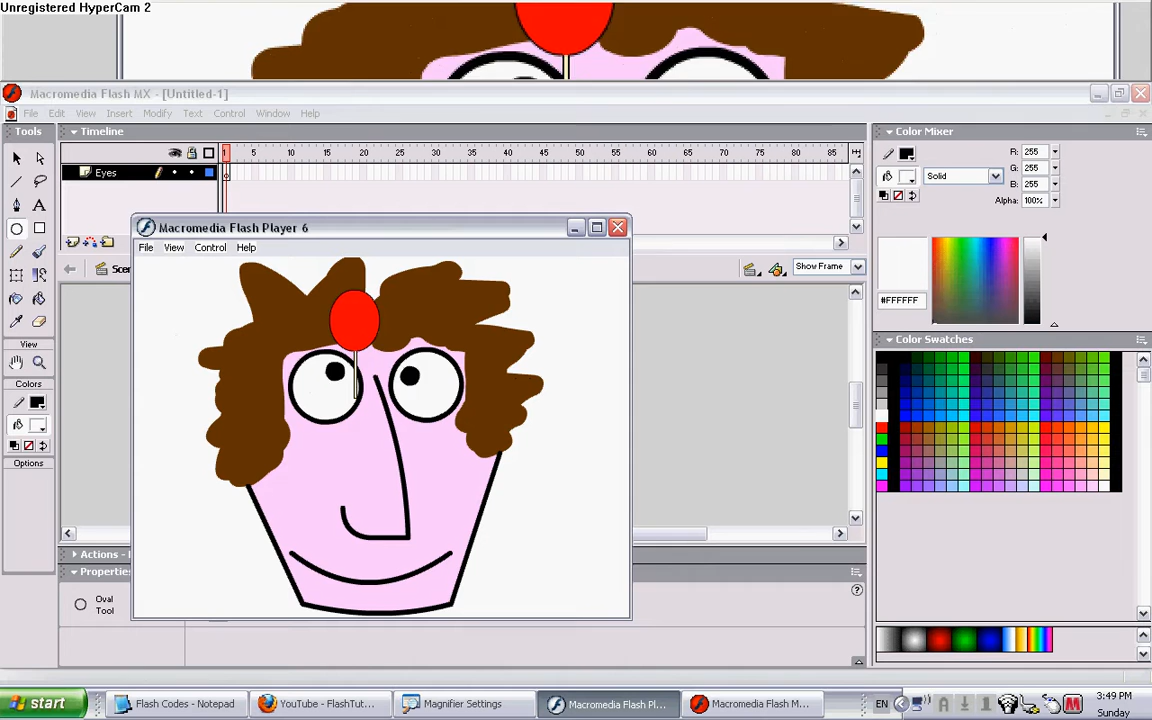 Unregistered HyperCam 2
Macromedia Flash MX - [Untitled-1]
File Edit View Insert Modify Text Control Window Help
Tools
Timeline
Color Mixer
1 5 10 15 20 25 30 35 40 45 50 55 60 65 70 75 80 85
Eyes
R: 255
G: 255
B: 255
Solid
Alpha: 100%
Macromedia Flash Player 6
File View Control Help
Scen
Show Frame
#FFFFFF
Color Swatches
View
Colors
Options
Actions -
Properties
Oval
Tool
start
Flash Codes - Notepad
YouTube - FlashTut...
Magnifier Settings
Macromedia Flash Pl...
Macromedia Flash M...
EN
3:49 PM
Sunday